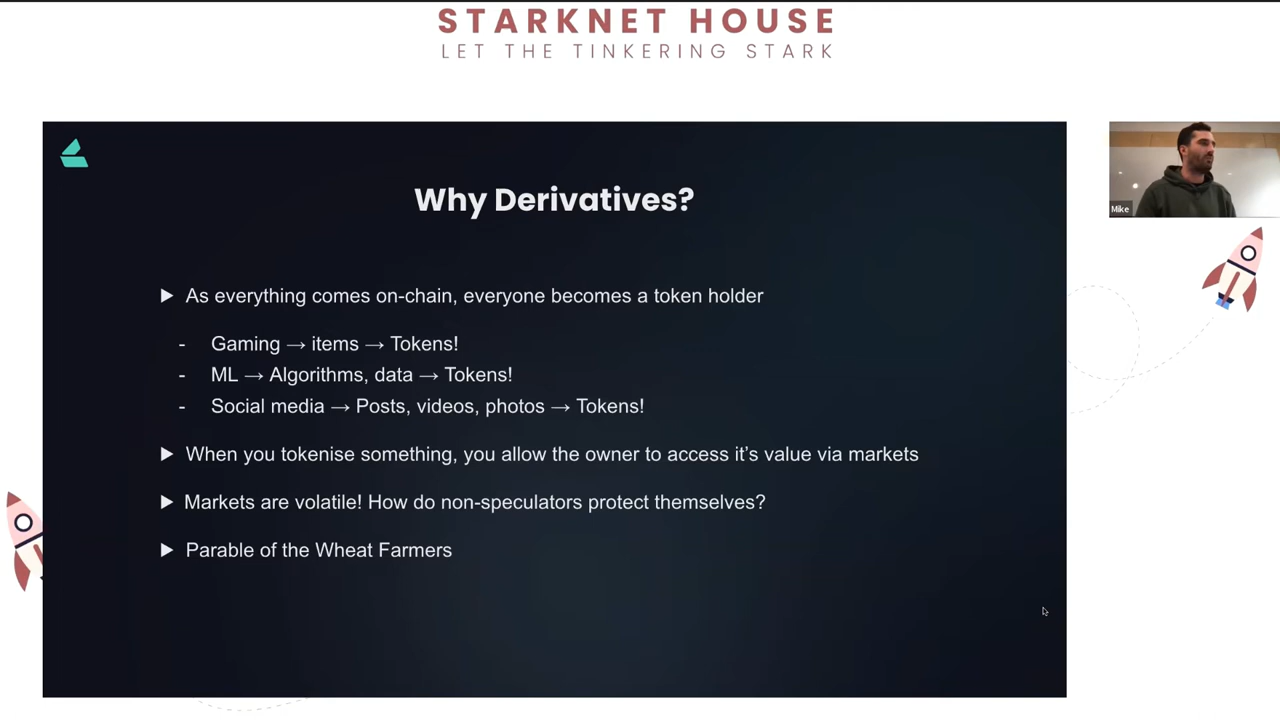 STARKNET HOUSE
LET THE TINKERING STARK
Why Derivatives?
▶ As everything comes on-chain, everyone becomes a token holder
- Gaming → items → Tokens!
- ML → Algorithms, data → Tokens!
- Social media → Posts, videos, photos → Tokens!
▶ When you tokenise something, you allow the owner to access it’s value via markets
▶ Markets are volatile! How do non-speculators protect themselves?
▶ Parable of the Wheat Farmers
Mike